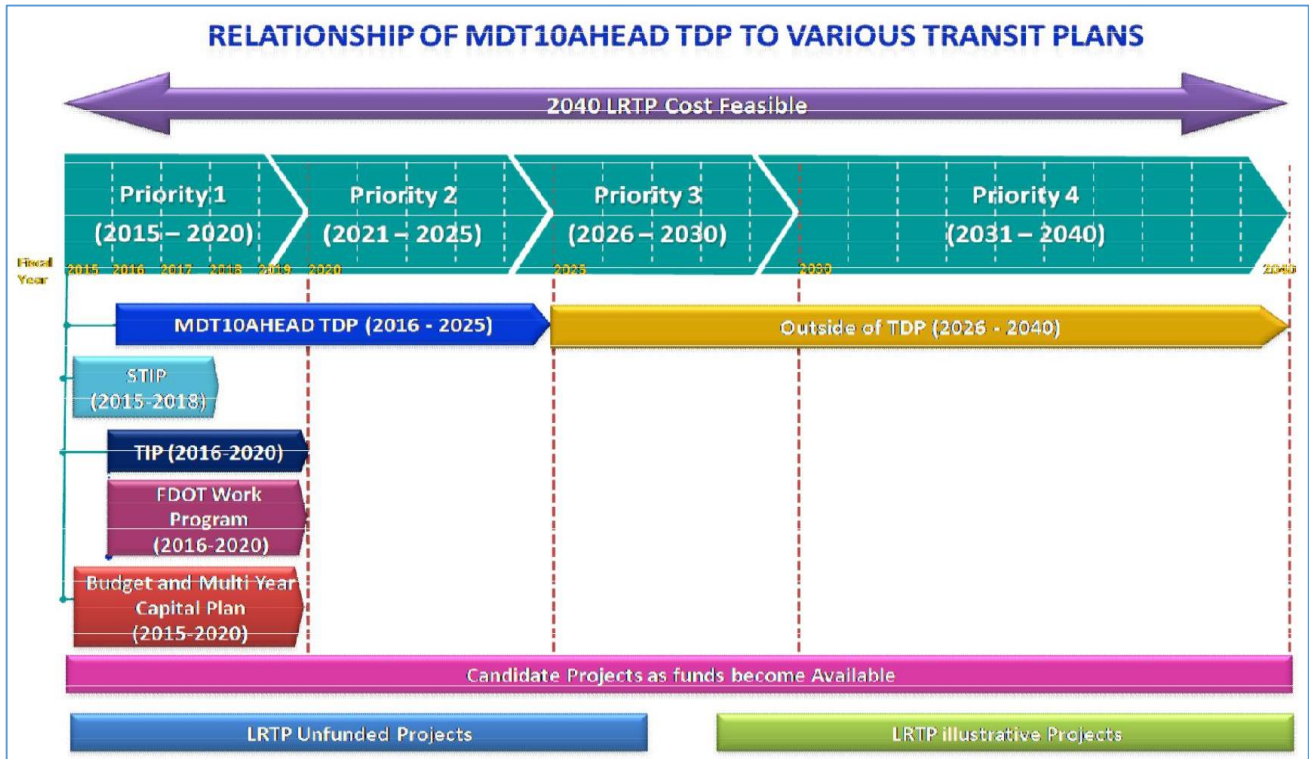 RELATIONSHIP OF MDT10AHEAD TDP TO VARIOUS TRANSIT PLANS
2040 LRTP Cost Feasible
Priority 1
(2015 – 2020)
Priority 2
(2021 – 2025)
Priority 3
(2026 – 2030)
Priority 4
(2031 – 2040)
Fiscal
Year
2015 2016 2017 2018 2019 2020 2025 2030 2040
MDT10AHEAD TDP (2016 - 2025)
Outside of TDP (2026 - 2040)
STIP
(2015-2018)
TIP (2016-2020)
FDOT Work
Program
(2016-2020)
Budget and Multi Year
Capital Plan
(2015-2020)
Candidate Projects as funds become Available
LRTP Unfunded Projects
LRTP illustrative Projects